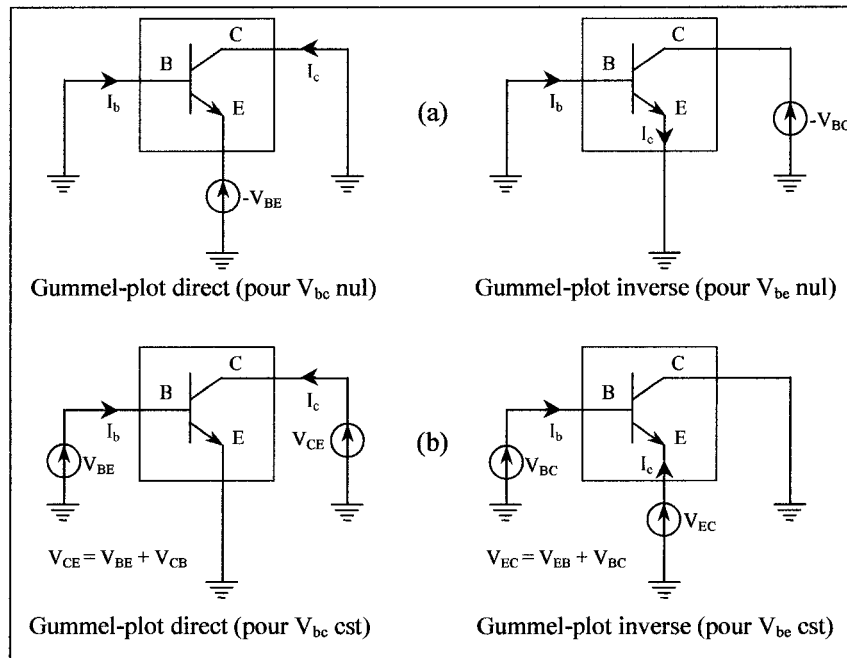 C
C
B
B
I_b
I_c
I_b
E
(a)
E
I_c
-V_BC
-V_BE
Gummel-plot direct (pour V_bc nul)
Gummel-plot inverse (pour V_be nul)
C
C
B
B
I_b
I_c
I_b
E
V_CE
(b)
E
I_c
V_BE
V_BC
V_EC
V_CE = V_BE + V_CB
V_EC = V_EB + V_BC
Gummel-plot direct (pour V_bc cst)
Gummel-plot inverse (pour V_be cst)